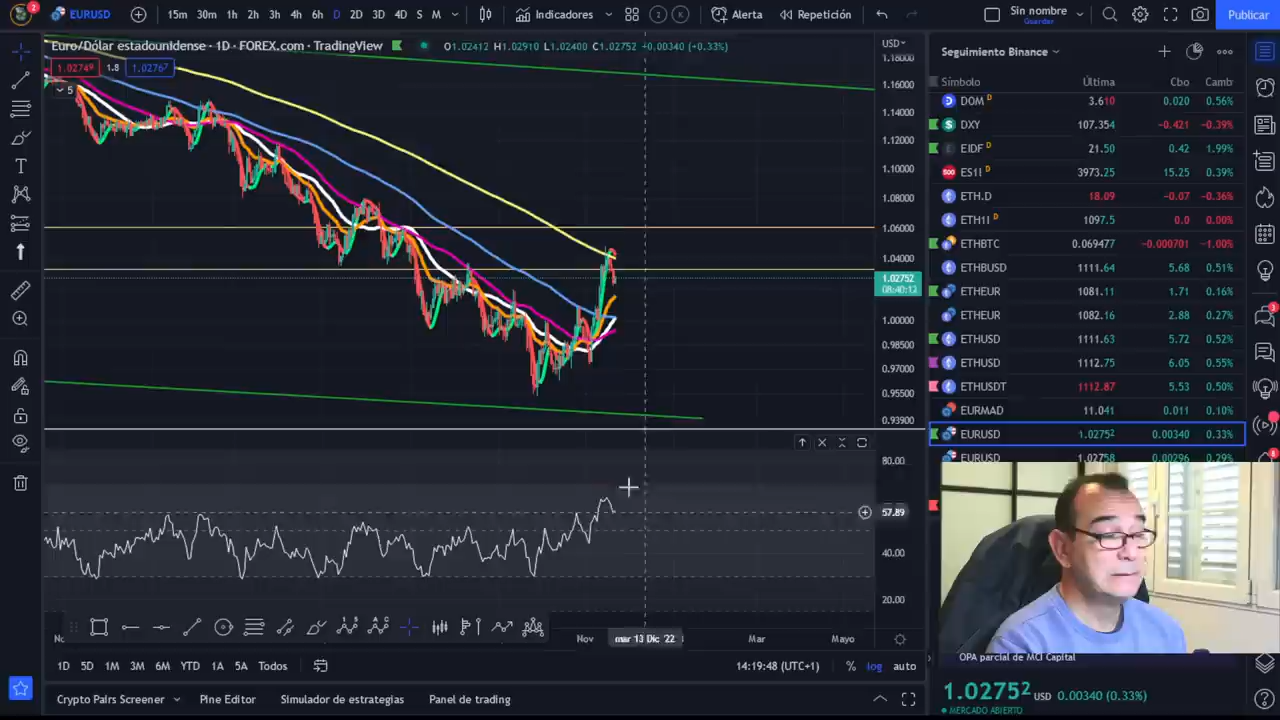 2
EURUSD
15m 30m 1h 2h 3h 4h 6h D 2D 3D 4D S M
Indicadores
Alerta
Repetición
Sin nombre
Guardar
Publicar
Euro/Dólar estadounidense · 1D · FOREX.com · TradingView
O1.02412 H1.02910 L1.02400 C1.02752 +0.00340 (+0.33%)
1.0274⁹ 1.8 1.0276⁷
5
USD
1.18000
1.16000
1.14000
1.12000
1.10000
1.08000
1.06000
1.04000
1.02752
08:40:12
1.00000
0.98500
0.97000
0.95500
0.93900
80.00
57.89
40.00
20.00
Nov
mar 13 Dic '22
Mar
Mayo
1D 5D 1M 3M 6M YTD 1A 5A Todos
14:19:48 (UTC+1)
% log auto
Crypto Pairs Screener
Pine Editor
Simulador de estrategias
Panel de trading
Seguimiento Binance
Símbolo Última Cbo Camb
DOM D 3.610 0.020 0.56%
DXY 107.354 -0.421 -0.39%
EIDF D 21.50 0.42 1.99%
ES1! D 3973.25 15.25 0.39%
ETH.D 18.09 -0.07 -0.36%
ETH1! D 1097.5 0.0 0.00%
ETHBTC 0.069477 -0.000701 -1.00%
ETHBUSD 1111.64 5.68 0.51%
ETHEUR 1081.11 1.71 0.16%
ETHEUR 1082.16 2.88 0.27%
ETHUSD 1111.63 5.72 0.52%
ETHUSD 1112.75 6.05 0.55%
ETHUSDT 1112.87 5.53 0.50%
EURMAD 11.041 0.011 0.10%
EURUSD 1.0275² 0.00340 0.33%
EURUSD 1.02758 0.00296 0.29%
OPA parcial de MCI Capital
1.0275² USD 0.00340 (0.33%)
MERCADO ABIERTO